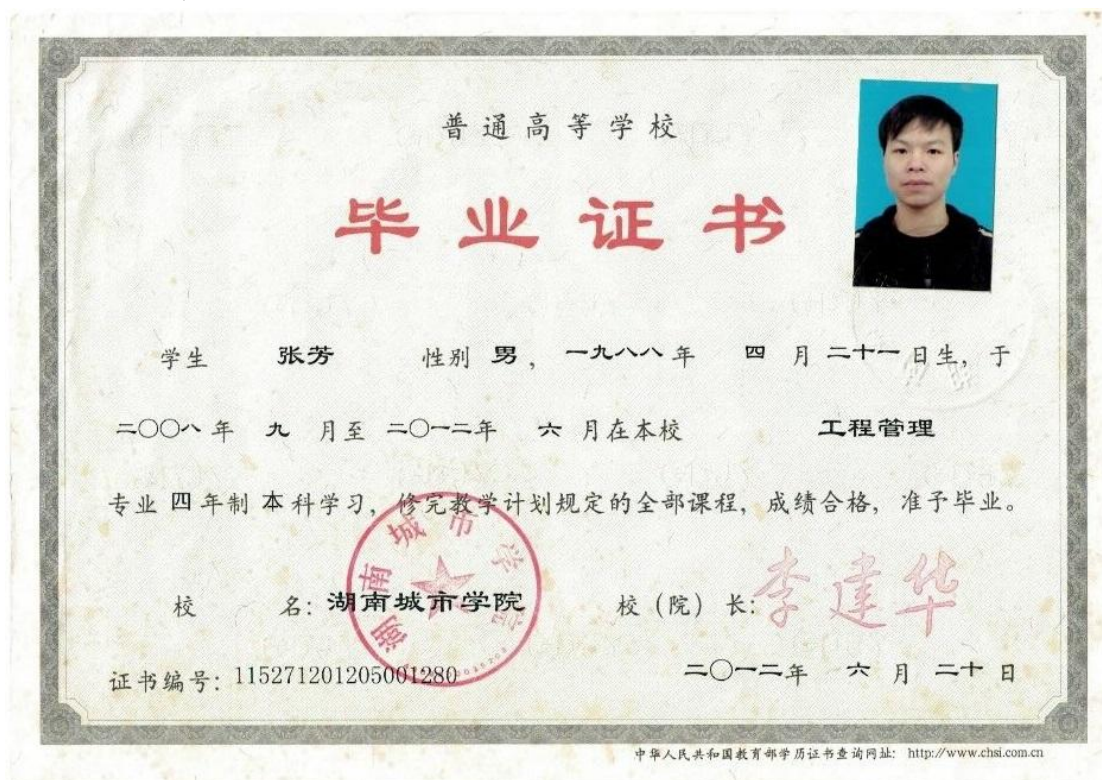 普通高等学校
毕业证书
学生 张芳 性别 男，一九八八年 四 月 二十一 日生，于
二〇〇八年 九 月至 二〇一二年 六 月在本校 工程管理
专业 四 年制 本 科学习，修完教学计划规定的全部课程，成绩合格，准予毕业。
湖南城市学院
校 名：湖南城市学院 校（院）长：李建华
证书编号：115271201205001280 二〇一二年 六 月 二十 日
中华人民共和国教育部学历证书查询网址： http://www.chsi.com.cn